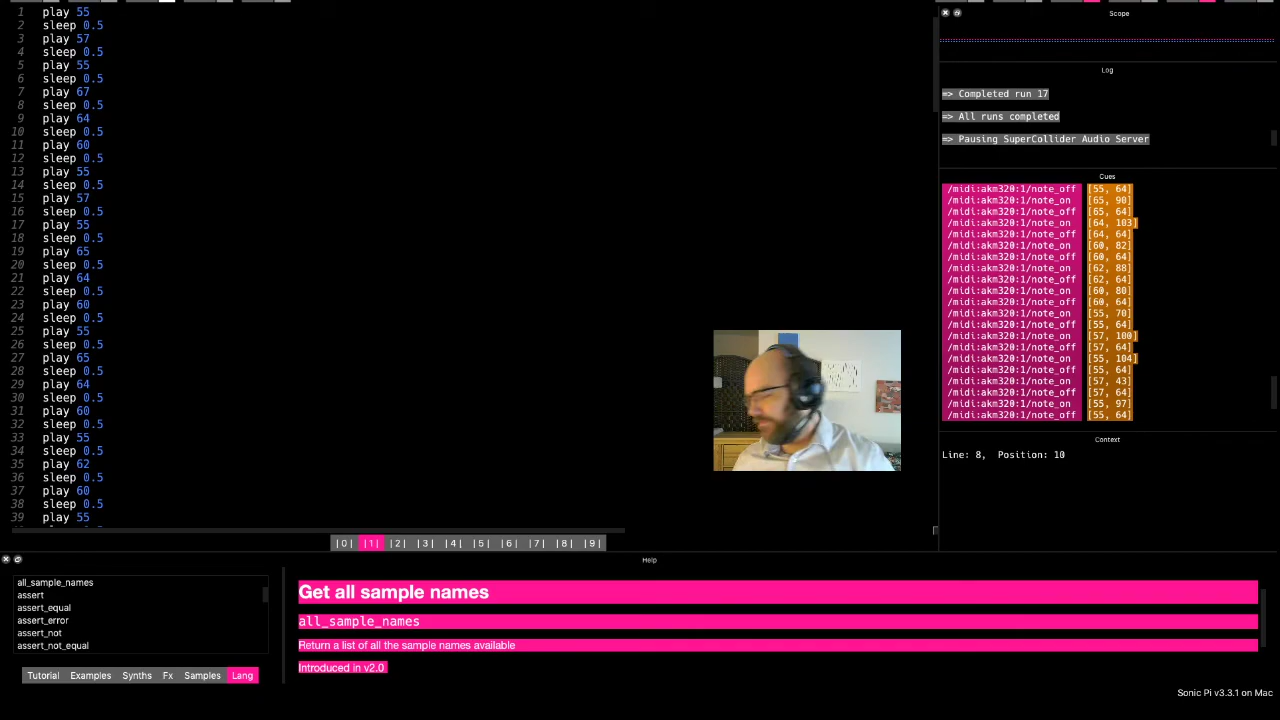 1 play 55
2 sleep 0.5
3 play 57
4 sleep 0.5
5 play 55
6 sleep 0.5
7 play 67
8 sleep 0.5
9 play 64
10 sleep 0.5
11 play 60
12 sleep 0.5
13 play 55
14 sleep 0.5
15 play 57
16 sleep 0.5
17 play 55
18 sleep 0.5
19 play 65
20 sleep 0.5
21 play 64
22 sleep 0.5
23 play 60
24 sleep 0.5
25 play 55
26 sleep 0.5
27 play 65
28 sleep 0.5
29 play 64
30 sleep 0.5
31 play 60
32 sleep 0.5
33 play 55
34 sleep 0.5
35 play 62
36 sleep 0.5
37 play 60
38 sleep 0.5
39 play 55
|0| |1| |2| |3| |4| |5| |6| |7| |8| |9|
Scope
Log
=> Completed run 17
=> All runs completed
=> Pausing SuperCollider Audio Server
Cues
/midi:akm320:1/note_off [55, 64]
/midi:akm320:1/note_on [65, 90]
/midi:akm320:1/note_off [65, 64]
/midi:akm320:1/note_on [64, 103]
/midi:akm320:1/note_off [64, 64]
/midi:akm320:1/note_on [60, 82]
/midi:akm320:1/note_off [60, 64]
/midi:akm320:1/note_on [62, 88]
/midi:akm320:1/note_off [62, 64]
/midi:akm320:1/note_on [60, 80]
/midi:akm320:1/note_off [60, 64]
/midi:akm320:1/note_on [55, 70]
/midi:akm320:1/note_off [55, 64]
/midi:akm320:1/note_on [57, 100]
/midi:akm320:1/note_off [57, 64]
/midi:akm320:1/note_on [55, 104]
/midi:akm320:1/note_off [55, 64]
/midi:akm320:1/note_on [57, 43]
/midi:akm320:1/note_off [57, 64]
/midi:akm320:1/note_on [55, 97]
/midi:akm320:1/note_off [55, 64]
Context
Line: 8, Position: 10
Help
all_sample_names
assert
assert_equal
assert_error
assert_not
assert_not_equal
Tutorial Examples Synths Fx Samples Lang
Get all sample names
all_sample_names
Return a list of all the sample names available
Introduced in v2.0
Sonic Pi v3.3.1 on Mac